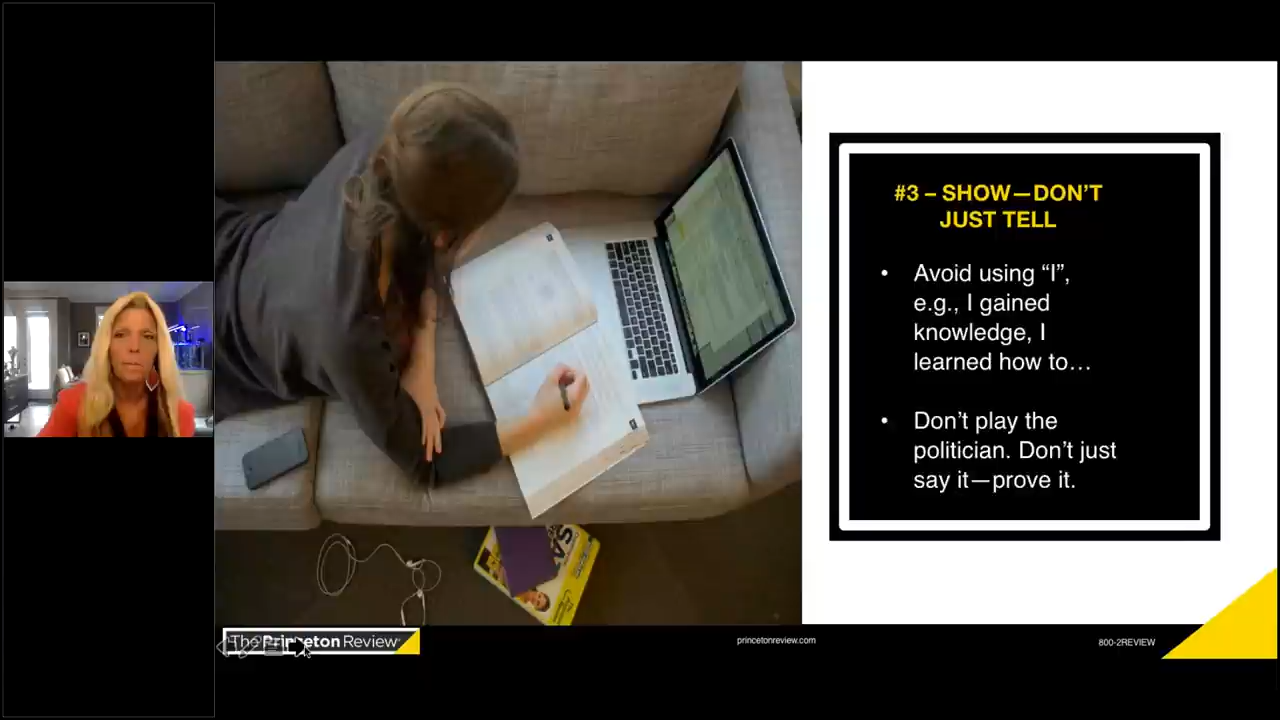 #3 – SHOW—DON’T
JUST TELL
• Avoid using “I”,
e.g., I gained
knowledge, I
learned how to…
• Don’t play the
politician. Don’t just
say it—prove it.
The Princeton Review
princetonreview.com
800-2REVIEW